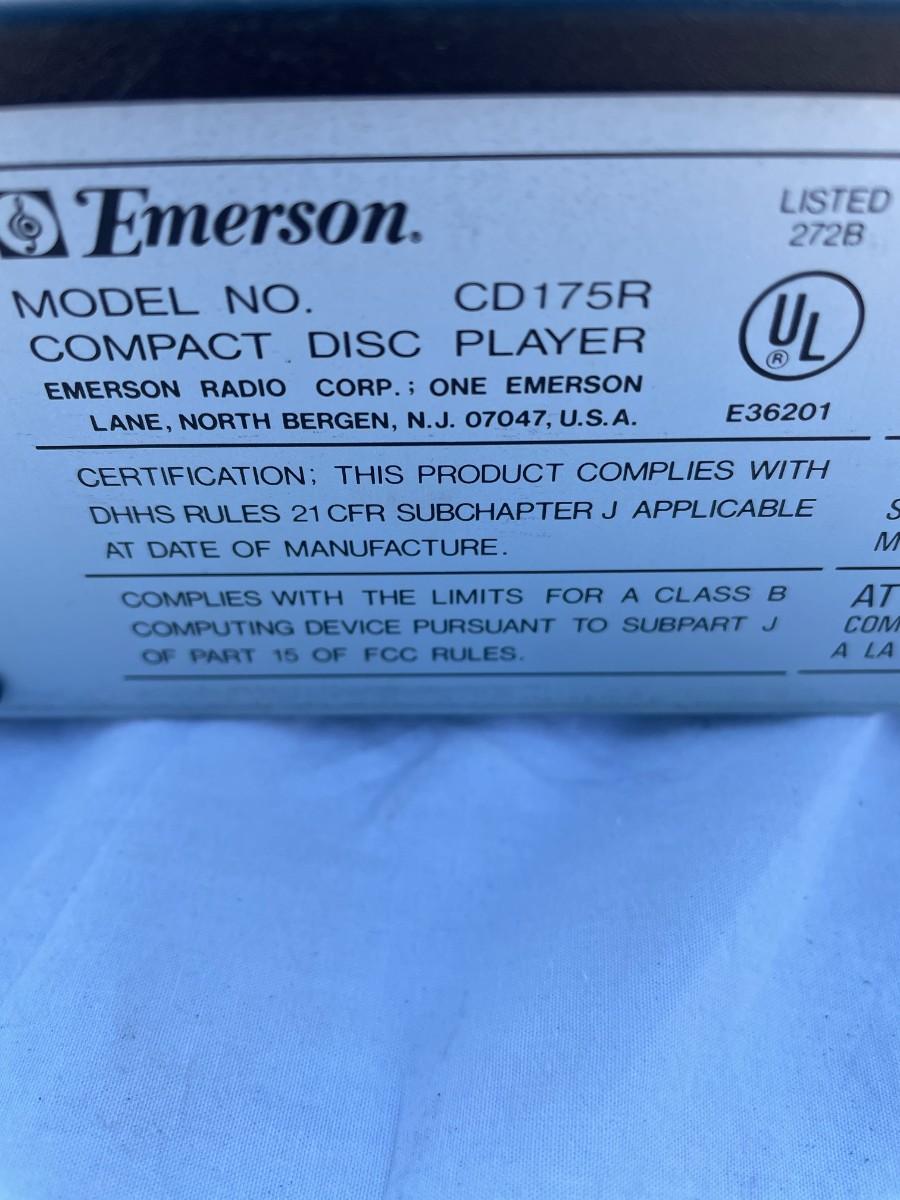 Emerson.
LISTED
272B
MODEL NO. CD175R
COMPACT DISC PLAYER
UL
®
EMERSON RADIO CORP.; ONE EMERSON
LANE, NORTH BERGEN, N.J. 07047, U.S.A.
E36201
CERTIFICATION; THIS PRODUCT COMPLIES WITH
DHHS RULES 21 CFR SUBCHAPTER J APPLICABLE
AT DATE OF MANUFACTURE.
S
M
COMPLIES WITH THE LIMITS FOR A CLASS B
COMPUTING DEVICE PURSUANT TO SUBPART J
OF PART 15 OF FCC RULES.
AT
COM
A LA